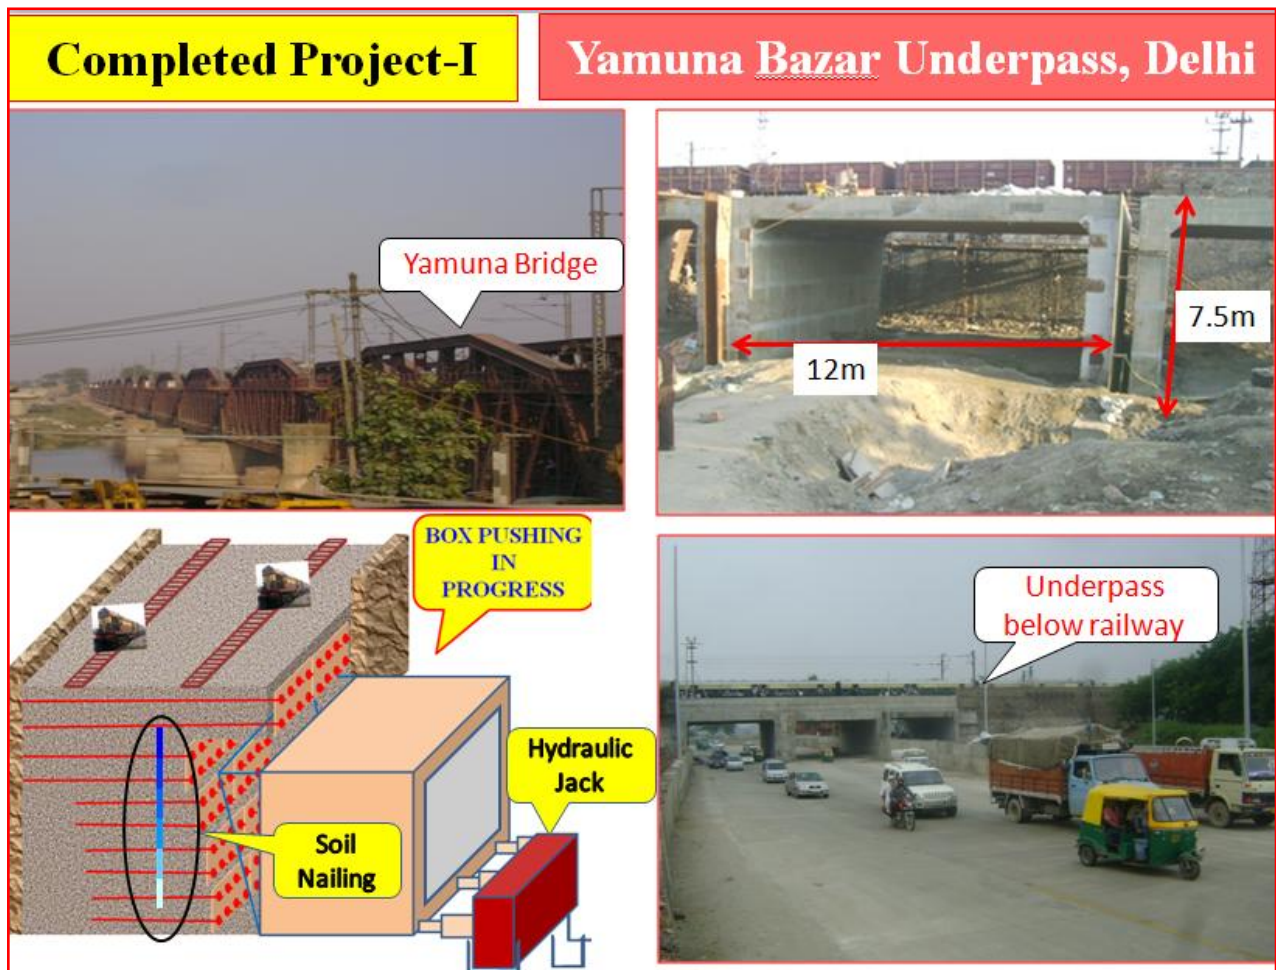 Completed Project-I
Yamuna Bazar Underpass, Delhi
Yamuna Bridge
12m
7.5m
BOX PUSHING
IN
PROGRESS
Hydraulic
Jack
Soil
Nailing
Underpass
below railway